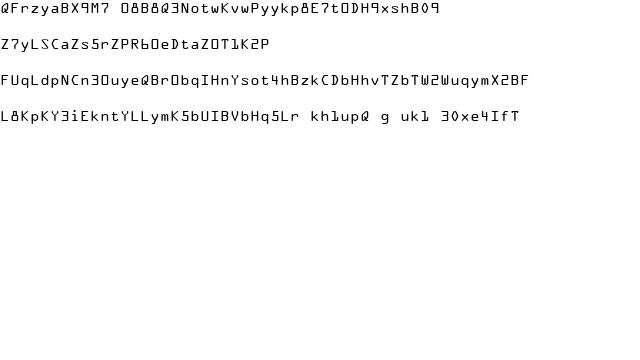 QFrzyaBX9M7 O8B8Q3NotwKvwPyykp8E7tODH9xshB09
Z7yLSCaZs5rZPR6OeDtaZOT1K2P
FUqLdpNCn3OuyeQBrObqIHnYsot4hBzkCDbHhvTZbTW2WuqymX2BF
L8KpKY3iEkntYLLymK5bUIBVbHq5Lr kh1upQ g uk1 30xe4IfT